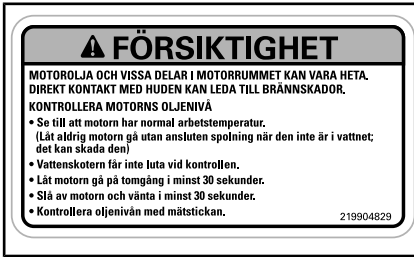 ⚠ FÖRSIKTIGHET
MOTOROLJA OCH VISSA DELAR I MOTORRUMMET KAN VARA HETA.
DIREKT KONTAKT MED HUDEN KAN LEDA TILL BRÄNNSKADOR.
KONTROLLERA MOTORNS OLJENIVÅ
• Se till att motorn har normal arbetstemperatur.
(Låt aldrig motorn gå utan ansluten spolning när den inte är i vattnet;
det kan skada den)
• Vattenskotern får inte luta vid kontrollen.
• Låt motorn gå på tomgång i minst 30 sekunder.
• Slå av motorn och vänta i minst 30 sekunder.
• Kontrollera oljenivån med mätstickan.
219904829